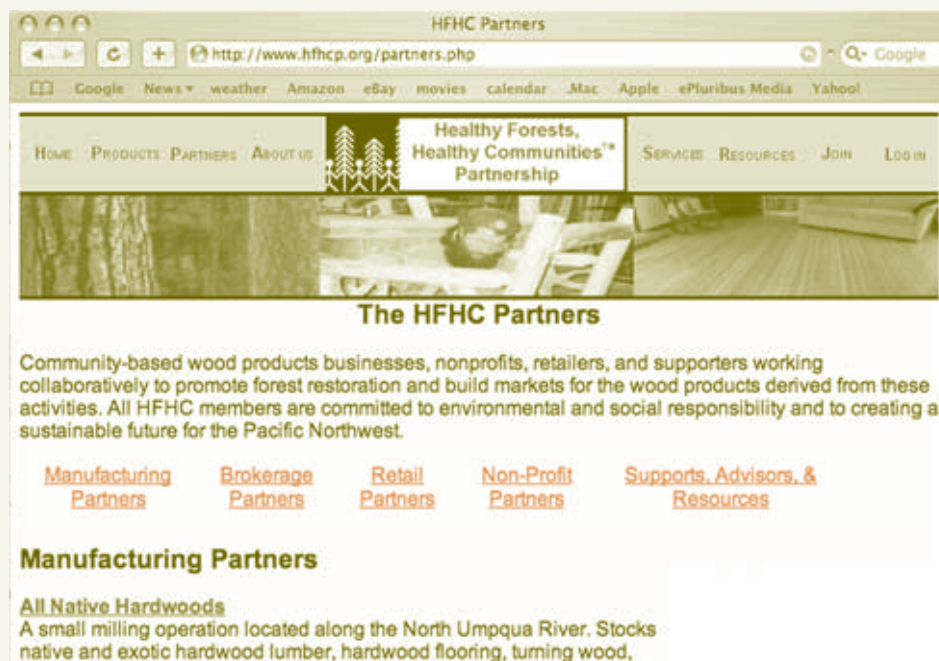 HFHC Partners
http://www.hfhcp.org/partners.php
Google
Google News weather Amazon eBay movies calendar .Mac Apple ePluribus Media Yahoo!
Home Products Partners About us
Healthy Forests,
Healthy Communities™
Partnership
Services Resources Join Log in
The HFHC Partners
Community-based wood products businesses, nonprofits, retailers, and supporters working
collaboratively to promote forest restoration and build markets for the wood products derived from these
activities. All HFHC members are committed to environmental and social responsibility and to creating a
sustainable future for the Pacific Northwest.
Manufacturing Partners
Brokerage Partners
Retail Partners
Non-Profit Partners
Supports, Advisors, & Resources
Manufacturing Partners
All Native Hardwoods
A small milling operation located along the North Umpqua River. Stocks
native and exotic hardwood lumber, hardwood flooring, turning wood,